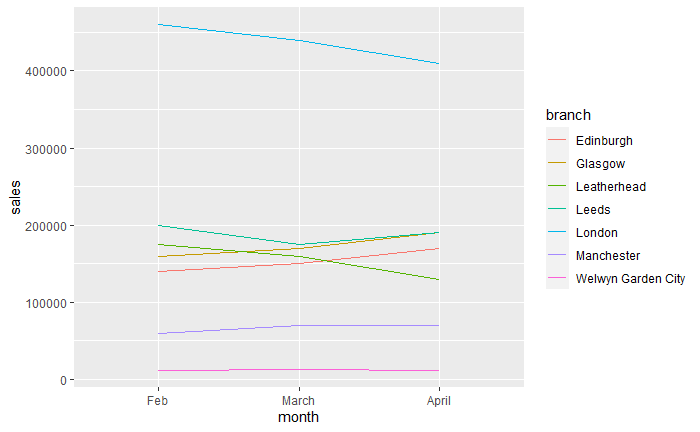 400000
300000
200000
100000
0
sales
Feb
March
April
month
branch
Edinburgh
Glasgow
Leatherhead
Leeds
London
Manchester
Welwyn Garden City